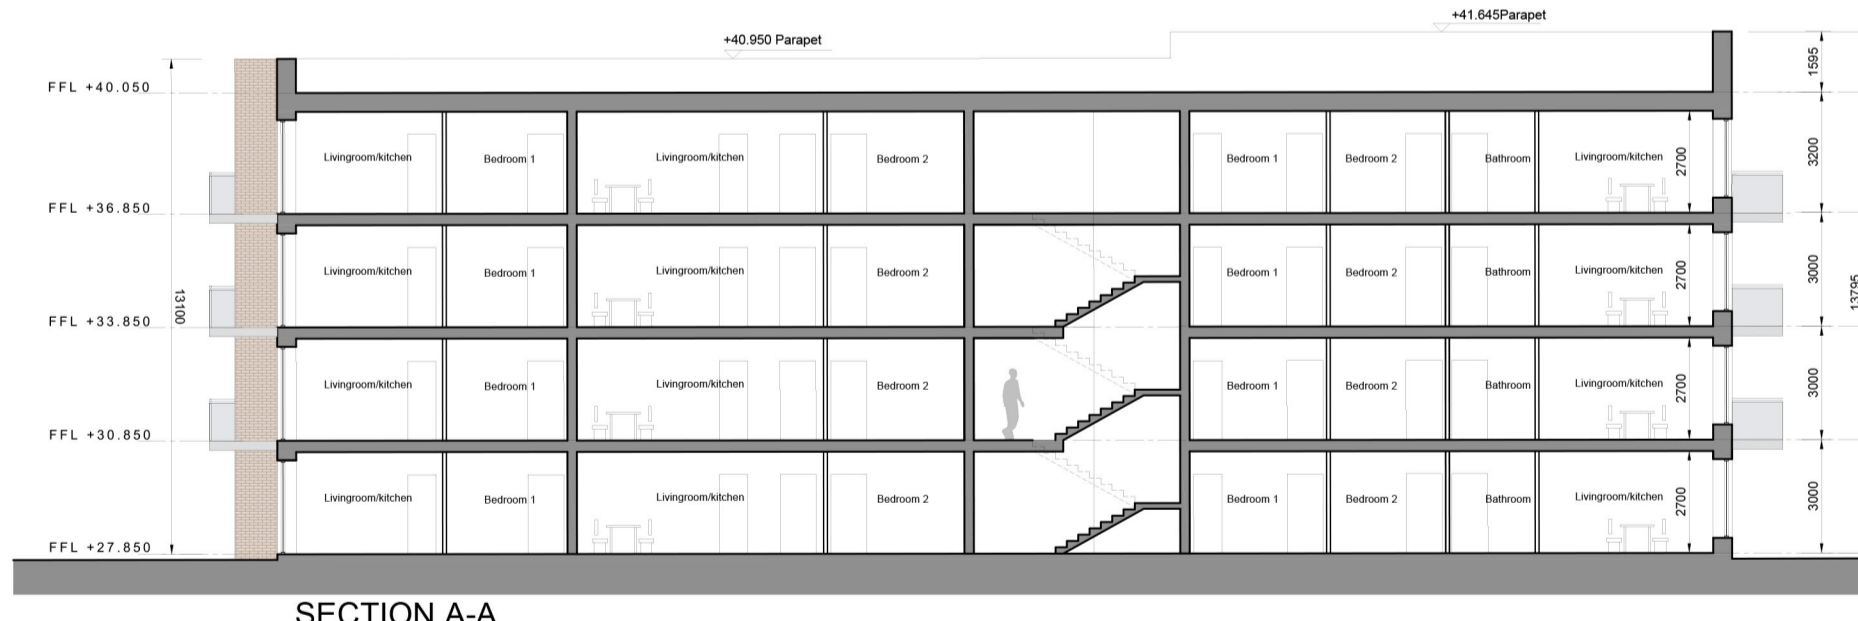 +41.645Parapet
+40.950 Parapet
1595
FFL +40.050
Livingroom/kitchen Bedroom 1 Livingroom/kitchen Bedroom 2 Bedroom 1 Bedroom 2 Bathroom Livingroom/kitchen 2700 3200
FFL +36.850
Livingroom/kitchen Bedroom 1 Livingroom/kitchen Bedroom 2 Bedroom 1 Bedroom 2 Bathroom Livingroom/kitchen 2700 3000
13100 13795
FFL +33.850
Livingroom/kitchen Bedroom 1 Livingroom/kitchen Bedroom 2 Bedroom 1 Bedroom 2 Bathroom Livingroom/kitchen 2700 3000
FFL +30.850
Livingroom/kitchen Bedroom 1 Livingroom/kitchen Bedroom 2 Bedroom 1 Bedroom 2 Bathroom Livingroom/kitchen 2700 3000
FFL +27.850
SECTION A-A